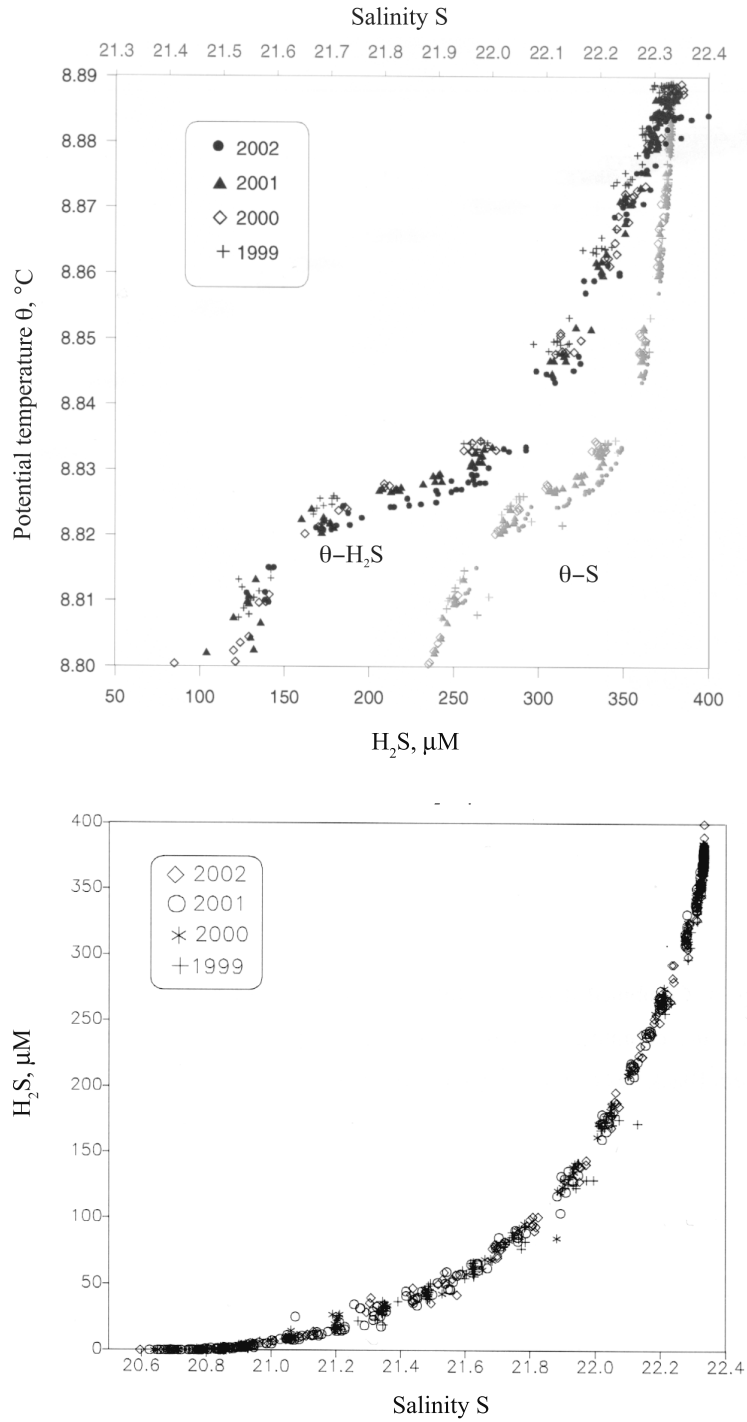 Salinity S
21.3 21.4 21.5 21.6 21.7 21.8 21.9 22.0 22.1 22.2 22.3 22.4
8.89
8.88
8.87
8.86
8.85
8.84
8.83
8.82
8.81
8.80
Potential temperature θ, °C
2002
2001
2000
1999
θ–H₂S
θ–S
50 100 150 200 250 300 350 400
H₂S, μM
400
350
300
250
200
150
100
50
0
H₂S, μM
2002
2001
2000
1999
20.6 20.8 21.0 21.2 21.4 21.6 21.8 22.0 22.2 22.4
Salinity S